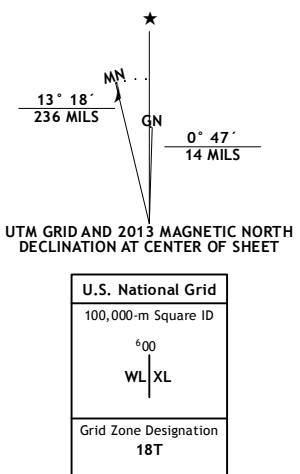 ★
MN
13° 18´
236 MILS
GN
0° 47´
14 MILS
UTM GRID AND 2013 MAGNETIC NORTH
DECLINATION AT CENTER OF SHEET
U.S. National Grid
100,000-m Square ID
⁶00
WL XL
Grid Zone Designation
18T